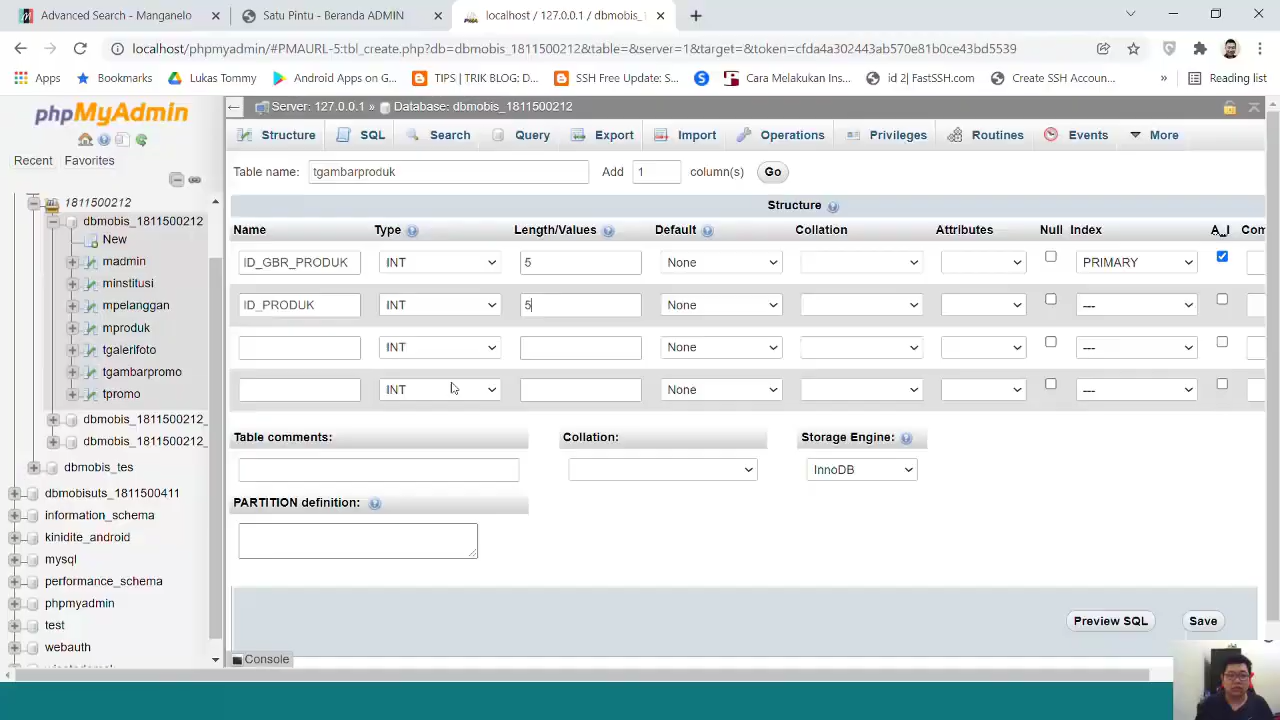 Advanced Search - Manganelo
Satu Pintu - Beranda ADMIN
localhost / 127.0.0.1 / dbmobis_1
localhost/phpmyadmin/#PMAURL-5:tbl_create.php?db=dbmobis_1811500212&table=&server=1&target=&token=cfda4a302443ab570e81b0ce43bd5539
Apps Bookmarks Lukas Tommy Android Apps on G... TIPS | TRIK BLOG: D... SSH Free Update: S... Cara Melakukan Inx... id 2| FastSSH.com Create SSH Accoun... » Reading list
phpMyAdmin
Recent Favorites
1811500212
dbmobis_1811500212
New
madmin
minstitusi
mpelanggan
mproduk
tgalerifoto
tgambarpromo
tpromo
dbmobis_1811500212_
dbmobis_1811500212_
dbmobis_tes
dbmobisuts_1811500411
information_schema
kinidite_android
mysql
performance_schema
phpmyadmin
test
webauth
Server: 127.0.0.1 » Database: dbmobis_1811500212
Structure SQL Search Query Export Import Operations Privileges Routines Events More
Table name: tgambarproduk Add 1 column(s) Go
Structure
Name Type Length/Values Default Collation Attributes Null Index A_I Com
ID_GBR_PRODUK INT 5 None PRIMARY
ID_PRODUK INT 5 None ---
INT None ---
INT None ---
Table comments: Collation: Storage Engine:
InnoDB
PARTITION definition:
Preview SQL Save
Console